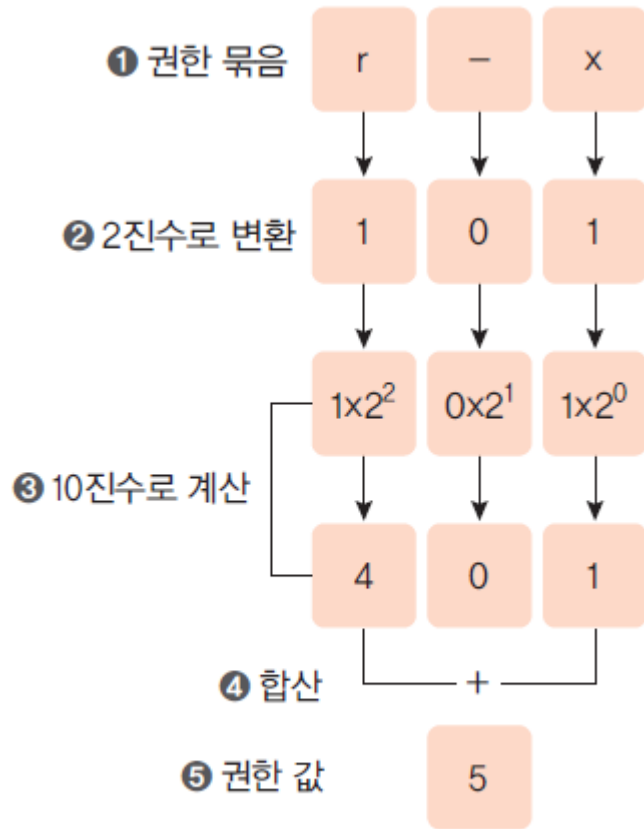 ❶ 권한 묶음 r – x
❷ 2진수로 변환 1 0 1
1x2² 0x2¹ 1x2⁰
❸ 10진수로 계산
4 0 1
❹ 합산 +
❺ 권한 값 5